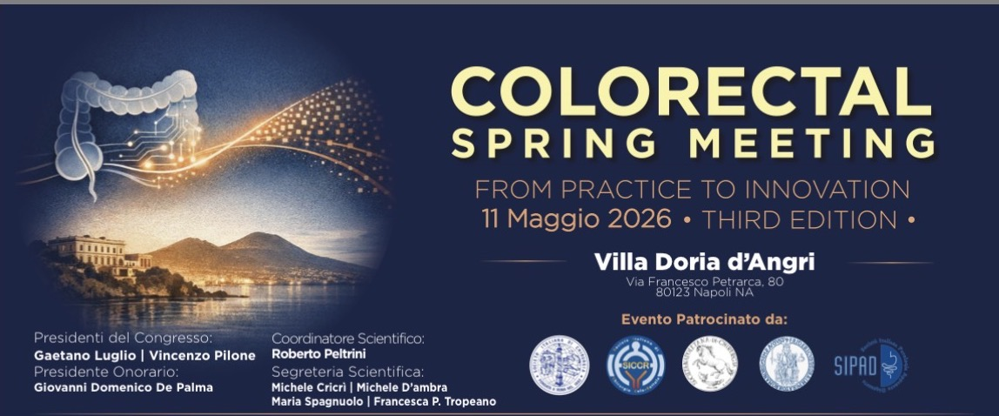 COLORECTAL
SPRING MEETING
FROM PRACTICE TO INNOVATION
11 Maggio 2026 • THIRD EDITION •
Villa Doria d'Angri
Via Francesco Petrarca, 80
80123 Napoli NA
Evento Patrocinato da:
SICCR
SIPAD
Presidenti del Congresso:
Gaetano Luglio | Vincenzo Pilone
Presidente Onorario:
Giovanni Domenico De Palma
Coordinatore Scientifico:
Roberto Peltrini
Segreteria Scientifica:
Michele Cricrì | Michele D'ambra
Maria Spagnuolo | Francesca P. Tropeano